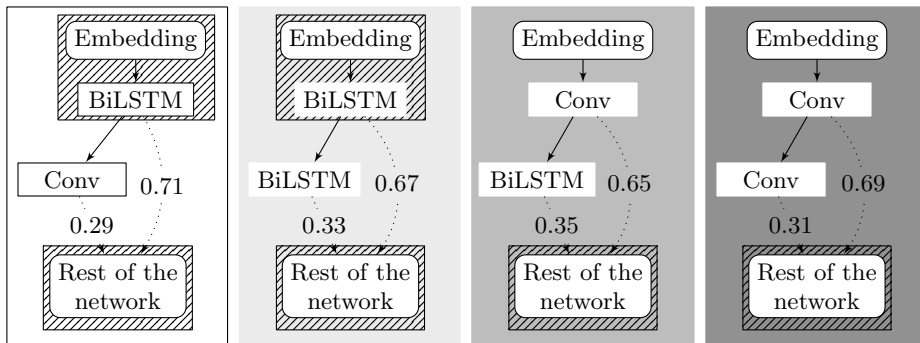 Embedding
BiLSTM
Conv
0.71
0.29
Rest of the
network
Embedding
BiLSTM
BiLSTM
0.67
0.33
Rest of the
network
Embedding
Conv
BiLSTM
0.65
0.35
Rest of the
network
Embedding
Conv
Conv
0.69
0.31
Rest of the
network